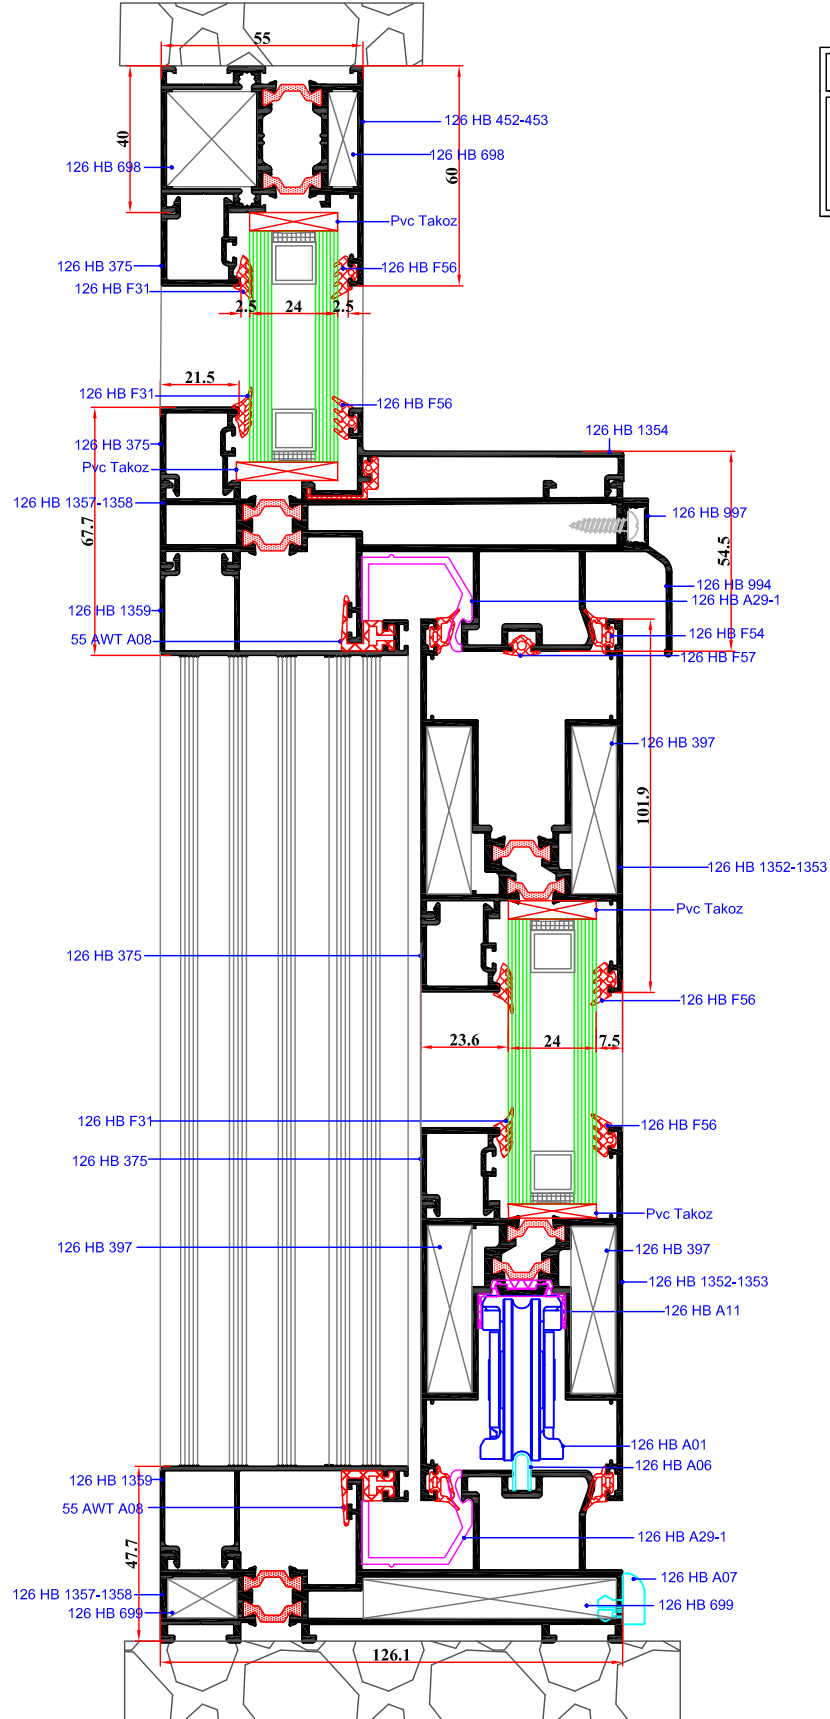 55
126 HB 452-453
40
126 HB 698
126 HB 698
60
Pvc Takoz
126 HB 375
126 HB F56
126 HB F31
2.5
24
2.5
21.5
126 HB F31
126 HB F56
126 HB 1354
126 HB 375
Pvc Takoz
126 HB 1357-1358
126 HB 997
67.7
54.5
126 HB 994
126 HB A29-1
126 HB 1359
55 AWT A08
126 HB F54
126 HB F57
126 HB 397
101.9
126 HB 1352-1353
Pvc Takoz
126 HB 375
126 HB F56
23.6
24
7.5
126 HB F31
126 HB F56
126 HB 375
Pvc Takoz
126 HB 397
126 HB 397
126 HB 1352-1353
126 HB A11
126 HB A01
126 HB A06
126 HB 1359
55 AWT A08
126 HB A29-1
47.7
126 HB A07
126 HB 1357-1358
126 HB 699
126 HB 699
126.1